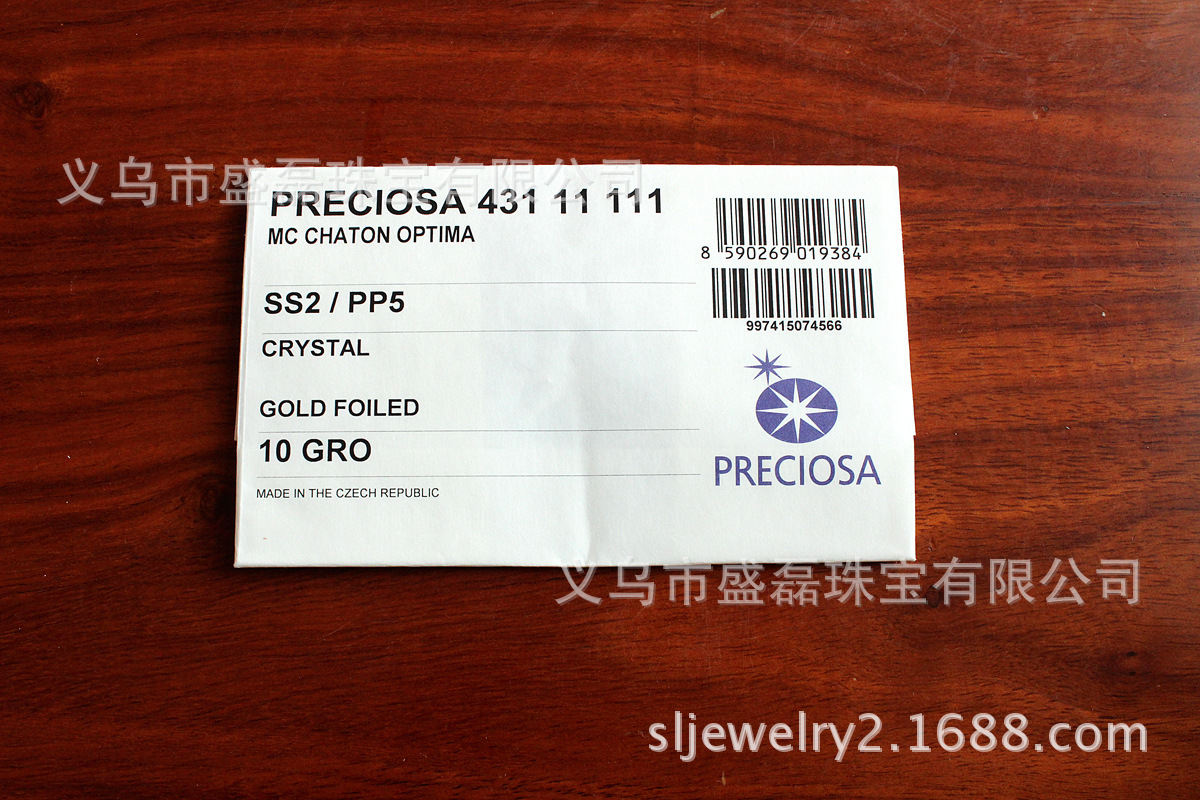 义乌市盛磊珠宝有限公司
PRECIOSA 431 11 111
MC CHATON OPTIMA
8 590269 019384
SS2 / PP5
997415074566
CRYSTAL
GOLD FOILED
10 GRO
PRECIOSA
MADE IN THE CZECH REPUBLIC
义乌市盛磊珠宝有限公司
sljewelry2.1688.com